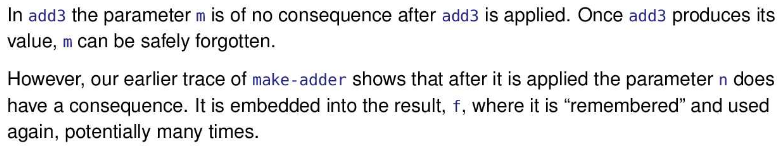 In add3 the parameter m is of no consequence after add3 is applied. Once add3 produces its
value, m can be safely forgotten.
However, our earlier trace of make-adder shows that after it is applied the parameter n does
have a consequence. It is embedded into the result, f, where it is “remembered” and used
again, potentially many times.